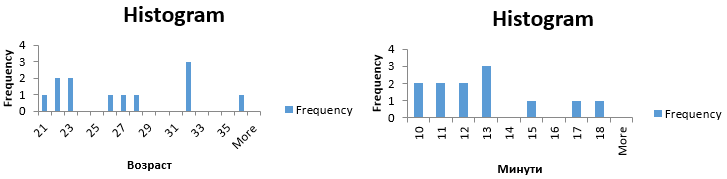 Histogram
Frequency
4
3
2
1
0
21
23
25
27
29
31
33
35
More
Возраст
Frequency
Histogram
Frequency
4
3
2
1
0
10
11
12
13
14
15
16
17
18
More
Минути
Frequency